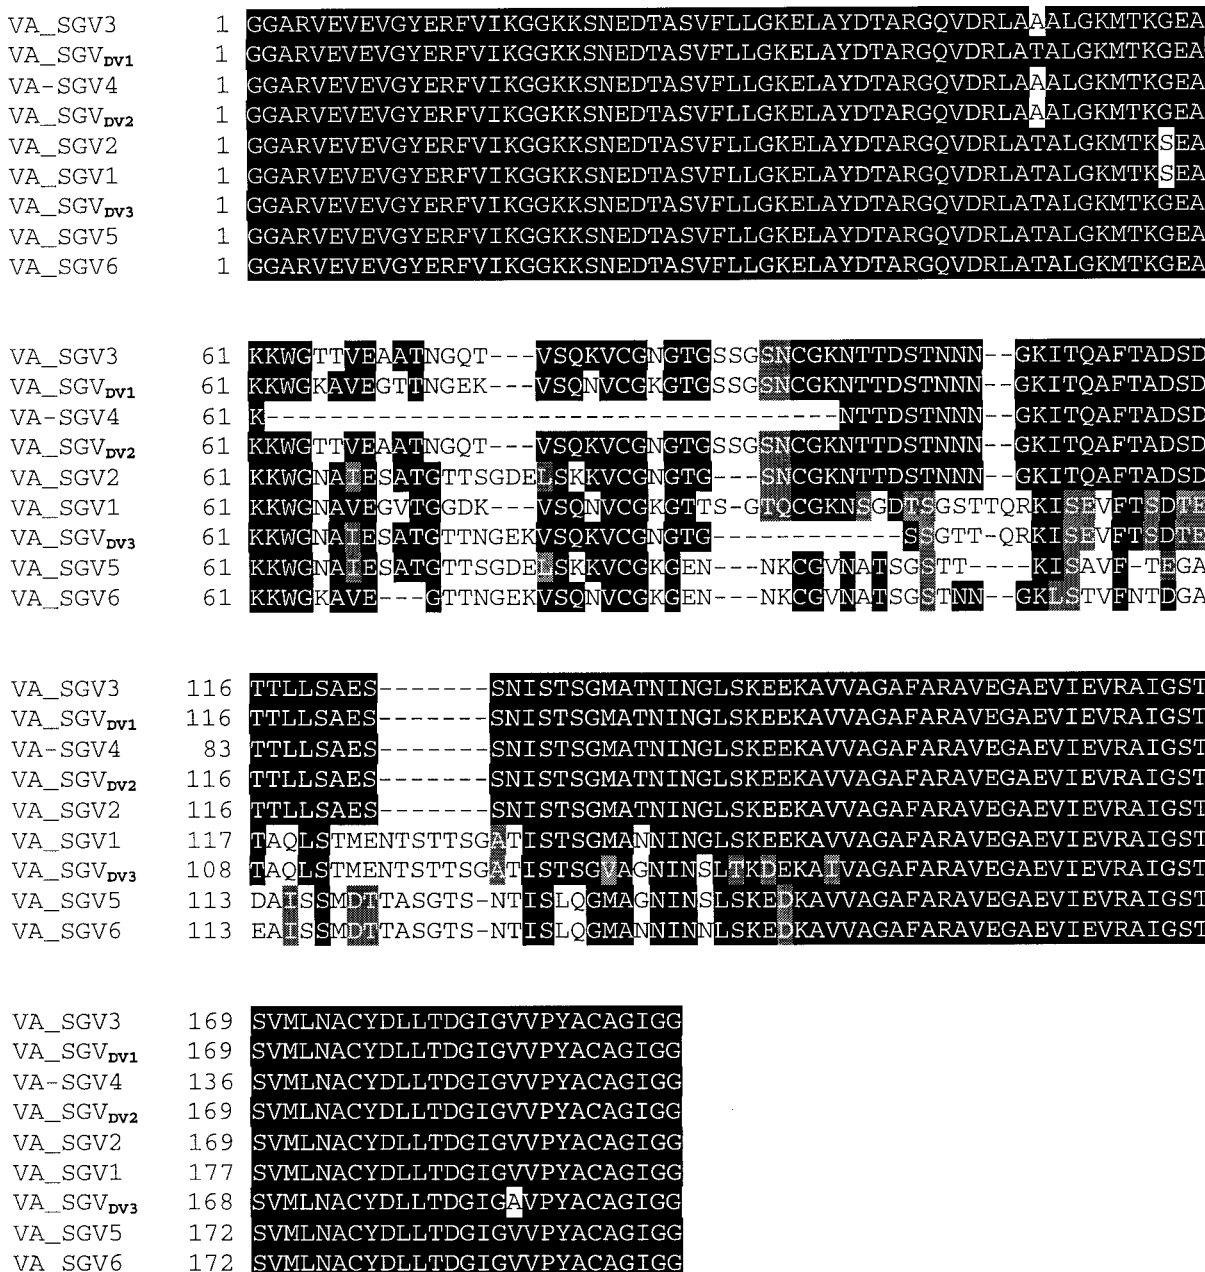 VA_SGV3 1 GGARVEVEVGYERFVIKGGKKSNEDTASVFLLGKELAYDTARGQVDRLAAALGKMTKGEA
VA_SGVDV1 1 GGARVEVEVGYERFVIKGGKKSNEDTASVFLLGKELAYDTARGQVDRLATALGKMTKGEA
VA-SGV4 1 GGARVEVEVGYERFVIKGGKKSNEDTASVFLLGKELAYDTARGQVDRLAAALGKMTKGEA
VA_SGVDV2 1 GGARVEVEVGYERFVIKGGKKSNEDTASVFLLGKELAYDTARGQVDRLAAALGKMTKGEA
VA_SGV2 1 GGARVEVEVGYERFVIKGGKKSNEDTASVFLLGKELAYDTARGQVDRLATALGKMTKSEA
VA_SGV1 1 GGARVEVEVGYERFVIKGGKKSNEDTASVFLLGKELAYDTARGQVDRLATALGKMTKSEA
VA_SGVDV3 1 GGARVEVEVGYERFVIKGGKKSNEDTASVFLLGKELAYDTARGQVDRLATALGKMTKGEA
VA_SGV5 1 GGARVEVEVGYERFVIKGGKKSNEDTASVFLLGKELAYDTARGQVDRLATALGKMTKGEA
VA_SGV6 1 GGARVEVEVGYERFVIKGGKKSNEDTASVFLLGKELAYDTARGQVDRLATALGKMTKGEA
VA_SGV3 61 KKWGTTVEAATNGQT---VSQKVCGNGTGSSGSNCGKNTTDSTNNN--GKITQAFTADSD
VA_SGVDV1 61 KKWGKAVEGTTNGEK---VSQNVCGKGTGSSGSNCGKNTTDSTNNN--GKITQAFTADSD
VA-SGV4 61 K------------------------------------NTTDSTNNN--GKITQAFTADSD
VA_SGVDV2 61 KKWGTTVEAATNGQT---VSQKVCGNGTGSSGSNCGKNTTDSTNNN--GKITQAFTADSD
VA_SGV2 61 KKWGNAIESATGTTSGDELSKKVCGNGTG---SNCGKNTTDSTNNN--GKITQAFTADSD
VA_SGV1 61 KKWGNAVEGVTGGDK---VSQNVCGKGTTS-GTQCGKNSGDTSGSTTQRKISEVFTSDTE
VA_SGVDV3 61 KKWGNAIESATGTTNGEKVSQKVCGNGTG------------SSGTT-QRKISEVFTSDTE
VA_SGV5 61 KKWGNAIESATGTTSGDELSKKVCGKGEN---NKCGVNATSGSTT----KISAVF-TEGA
VA_SGV6 61 KKWGKAVE---GTTNGEKVSQNVCGKGEN---NKCGVNATSGSTNN--GKLSTVFNTDGA
VA_SGV3 116 TTLLSAES-------SNISTSGMATNINGLSKEEKAVVAGAFARAVEGAEVIEVRAIGST
VA_SGVDV1 116 TTLLSAES-------SNISTSGMATNINGLSKEEKAVVAGAFARAVEGAEVIEVRAIGST
VA-SGV4 83 TTLLSAES-------SNISTSGMATNINGLSKEEKAVVAGAFARAVEGAEVIEVRAIGST
VA_SGVDV2 116 TTLLSAES-------SNISTSGMATNINGLSKEEKAVVAGAFARAVEGAEVIEVRAIGST
VA_SGV2 116 TTLLSAES-------SNISTSGMATNINGLSKEEKAVVAGAFARAVEGAEVIEVRAIGST
VA_SGV1 117 TAQLSTMENTSTTSGATISTSGMANNINGLSKEEKAVVAGAFARAVEGAEVIEVRAIGST
VA_SGVDV3 108 TAQLSTMENTSTTSGATISTSGVAGNINSLTKDEKAIVAGAFARAVEGAEVIEVRAIGST
VA_SGV5 113 DAISSMDTTASGTS-NTISLQGMAGNINSLSKEDKAVVAGAFARAVEGAEVIEVRAIGST
VA_SGV6 113 EAISSMDTTASGTS-NTISLQGMANNINNLSKEDKAVVAGAFARAVEGAEVIEVRAIGST
VA_SGV3 169 SVMLNACYDLLTDGIGVVPYACAGIGG
VA_SGVDV1 169 SVMLNACYDLLTDGIGVVPYACAGIGG
VA-SGV4 136 SVMLNACYDLLTDGIGVVPYACAGIGG
VA_SGVDV2 169 SVMLNACYDLLTDGIGVVPYACAGIGG
VA_SGV2 169 SVMLNACYDLLTDGIGVVPYACAGIGG
VA_SGV1 177 SVMLNACYDLLTDGIGVVPYACAGIGG
VA_SGVDV3 168 SVMLNACYDLLTDGIGAVPYACAGIGG
VA_SGV5 172 SVMLNACYDLLTDGIGVVPYACAGIGG
VA_SGV6 172 SVMLNACYDLLTDGIGVVPYACAGIGG